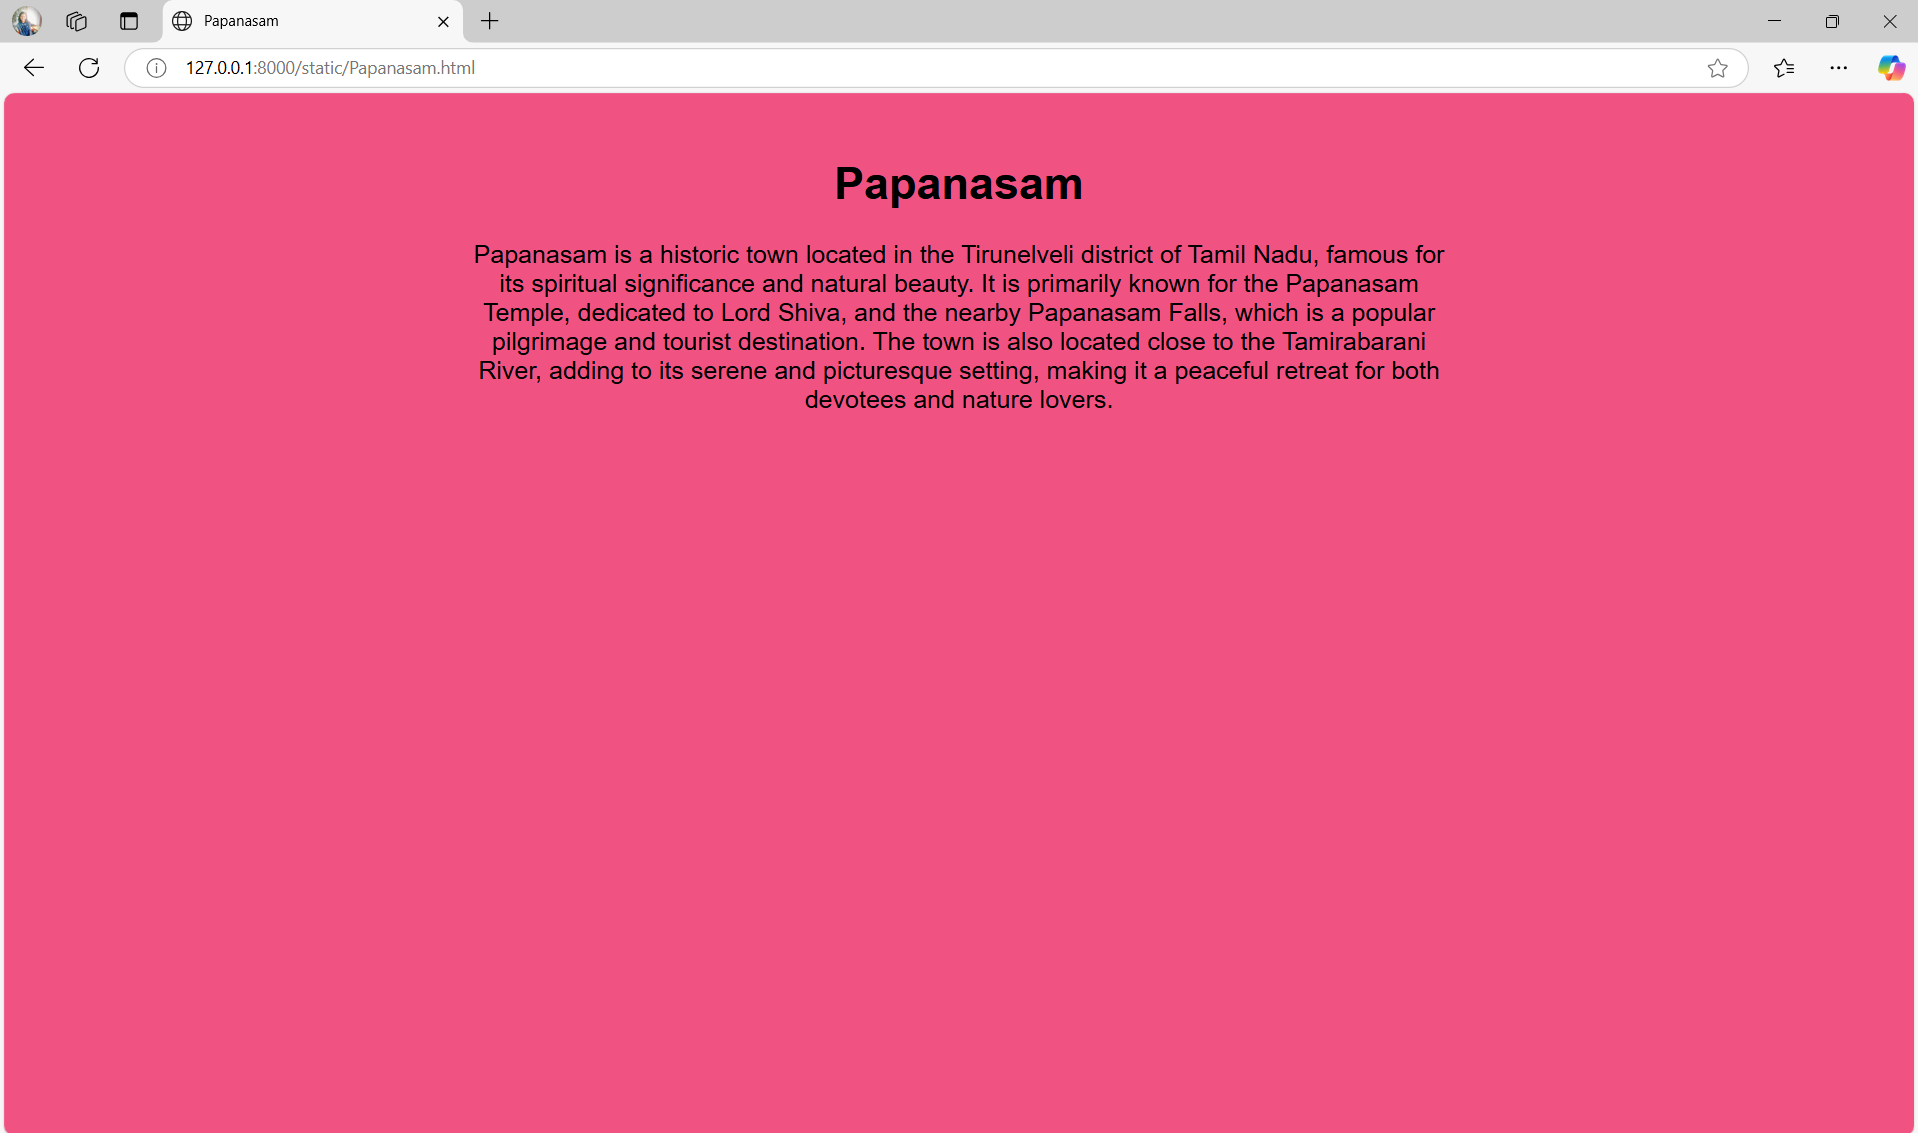 Papanasam
127.0.0.1:8000/static/Papanasam.html
Papanasam
Papanasam is a historic town located in the Tirunelveli district of Tamil Nadu, famous for
its spiritual significance and natural beauty. It is primarily known for the Papanasam
Temple, dedicated to Lord Shiva, and the nearby Papanasam Falls, which is a popular
pilgrimage and tourist destination. The town is also located close to the Tamirabarani
River, adding to its serene and picturesque setting, making it a peaceful retreat for both
devotees and nature lovers.